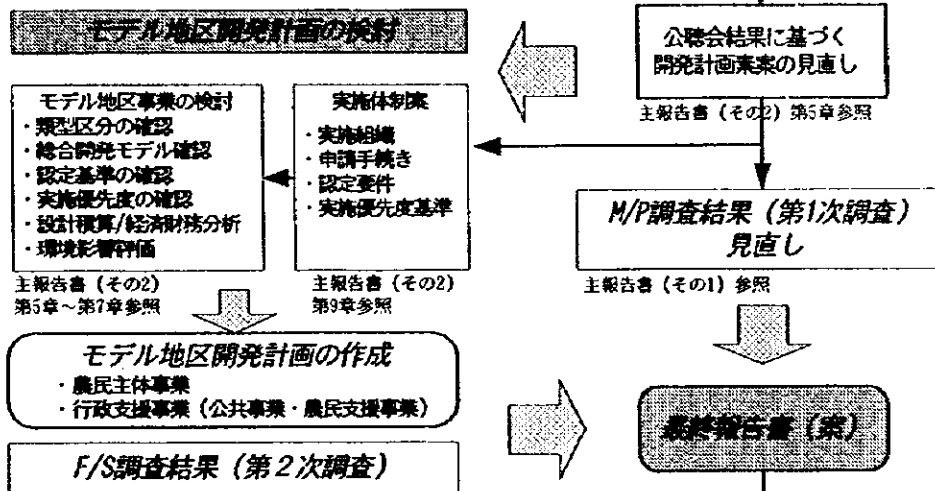 モデル地区開発計画の検討
公聴会結果に基づく
開発計画素案の見直し
主報告書（その2）第5章参照
モデル地区事業の検討
・類型区分の確認
・総合開発モデル確認
・認定基準の確認
・実施優先度の確認
・設計積算/経済財務分析
・環境影響評価
主報告書（その2）
第5章～第7章参照
実施体制案
・実施組織
・申請手続き
・認定要件
・実施優先度基準
主報告書（その2）
第9章参照
M/P調査結果（第1次調査）
見直し
主報告書（その1）参照
モデル地区開発計画の作成
・農民主体事業
・行政支援事業（公共事業・農民支援事業）
F/S調査結果（第２次調査）
最終報告書（案）